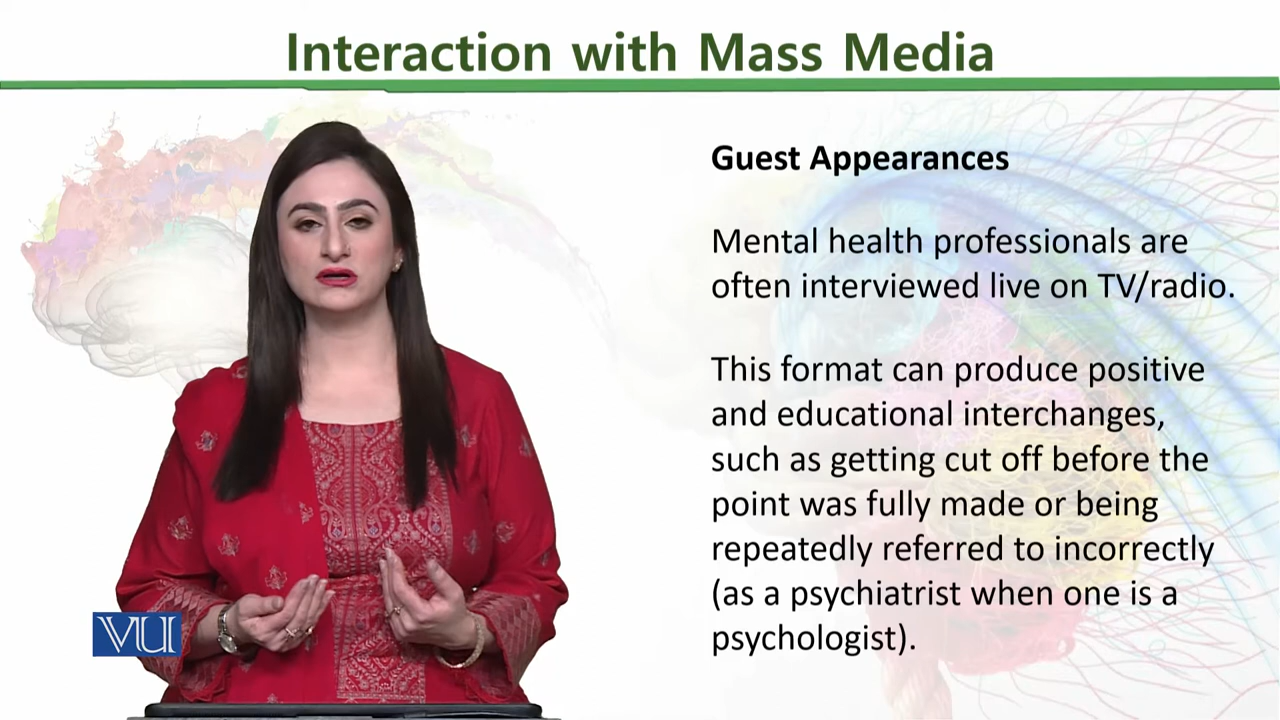 Interaction with Mass Media
Guest Appearances
Mental health professionals are
often interviewed live on TV/radio.
This format can produce positive
and educational interchanges,
such as getting cut off before the
point was fully made or being
repeatedly referred to incorrectly
(as a psychiatrist when one is a
psychologist).
VU